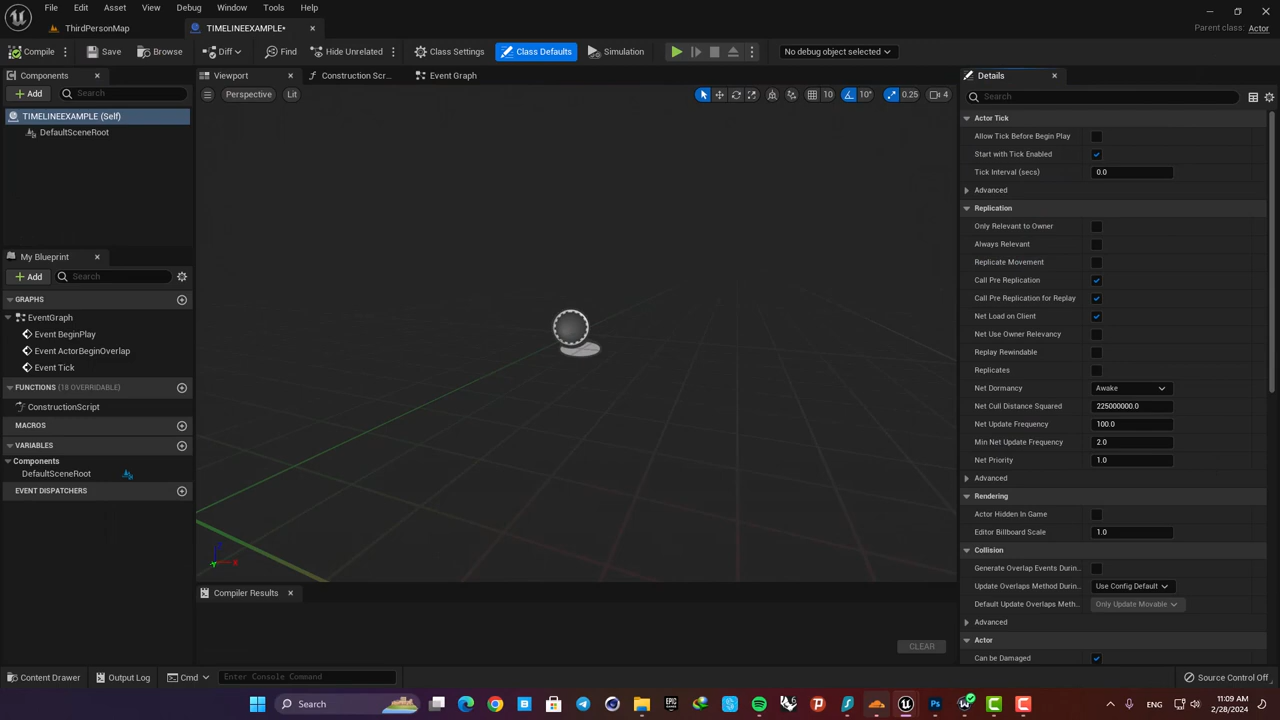 File Edit Asset View Debug Window Tools Help
ThirdPersonMap
TIMELINEEXAMPLE*
Parent class: Actor
Compile
Save
Browse
Diff
Find
Hide Unrelated
Class Settings
Class Defaults
Simulation
No debug object selected
Components
Add
Search
TIMELINEEXAMPLE (Self)
DefaultSceneRoot
My Blueprint
Add
Search
GRAPHS
EventGraph
Event BeginPlay
Event ActorBeginOverlap
Event Tick
FUNCTIONS (18 OVERRIDABLE)
ConstructionScript
MACROS
VARIABLES
Components
DefaultSceneRoot
EVENT DISPATCHERS
Viewport
Construction Scr...
Event Graph
Perspective
Lit
10
10°
0.25
4
X
Compiler Results
CLEAR
Details
Search
Actor Tick
Allow Tick Before Begin Play
Start with Tick Enabled
Tick Interval (secs) 0.0
Advanced
Replication
Only Relevant to Owner
Always Relevant
Replicate Movement
Call Pre Replication
Call Pre Replication for Replay
Net Load on Client
Net Use Owner Relevancy
Replay Rewindable
Replicates
Net Dormancy Awake
Net Cull Distance Squared 225000000.0
Net Update Frequency 100.0
Min Net Update Frequency 2.0
Net Priority 1.0
Advanced
Rendering
Actor Hidden In Game
Editor Billboard Scale 1.0
Collision
Generate Overlap Events Durin..
Update Overlaps Method Durin.. Use Config Default
Default Update Overlaps Meth... Only Update Movable
Advanced
Actor
Can be Damaged
Content Drawer
Output Log
Cmd
Enter Console Command
Source Control Off
Search
ENG
11:09 AM
2/28/2024